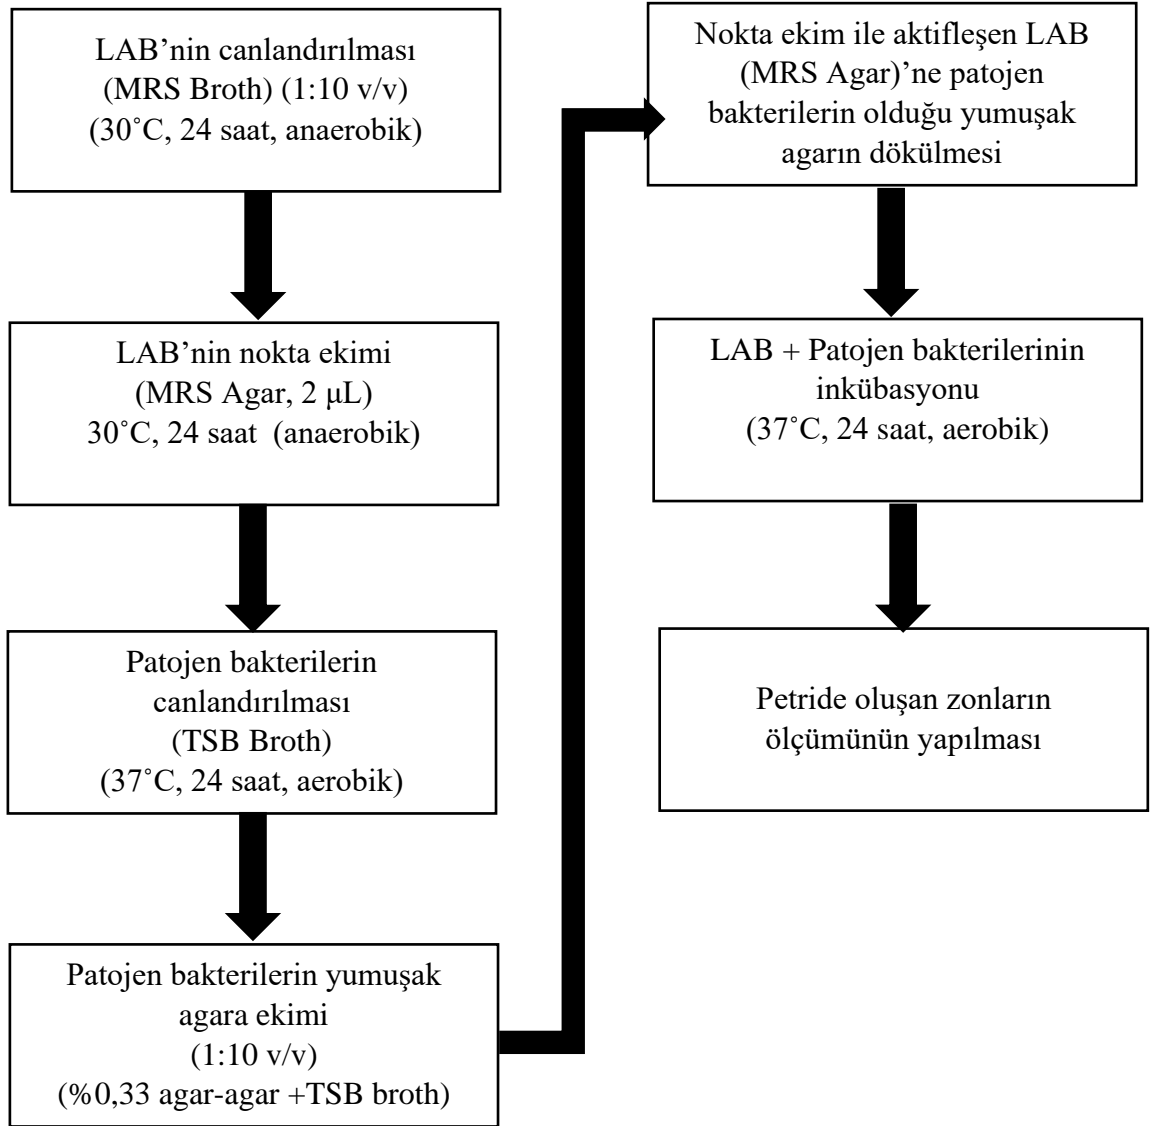 LAB’nin canlandırılması
(MRS Broth) (1:10 v/v)
(30˚C, 24 saat, anaerobik)
LAB’nin nokta ekimi
(MRS Agar, 2 μL)
30˚C, 24 saat (anaerobik)
Patojen bakterilerin
canlandırılması
(TSB Broth)
(37˚C, 24 saat, aerobik)
Patojen bakterilerin yumuşak
agara ekimi
(1:10 v/v)
(%0,33 agar-agar +TSB broth)
Nokta ekim ile aktifleşen LAB
(MRS Agar)’ne patojen
bakterilerin olduğu yumuşak
agarın dökülmesi
LAB + Patojen bakterilerinin
inkübasyonu
(37˚C, 24 saat, aerobik)
Petride oluşan zonların
ölçümünün yapılması